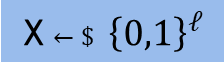 X ←$ {0,1}^ℓ